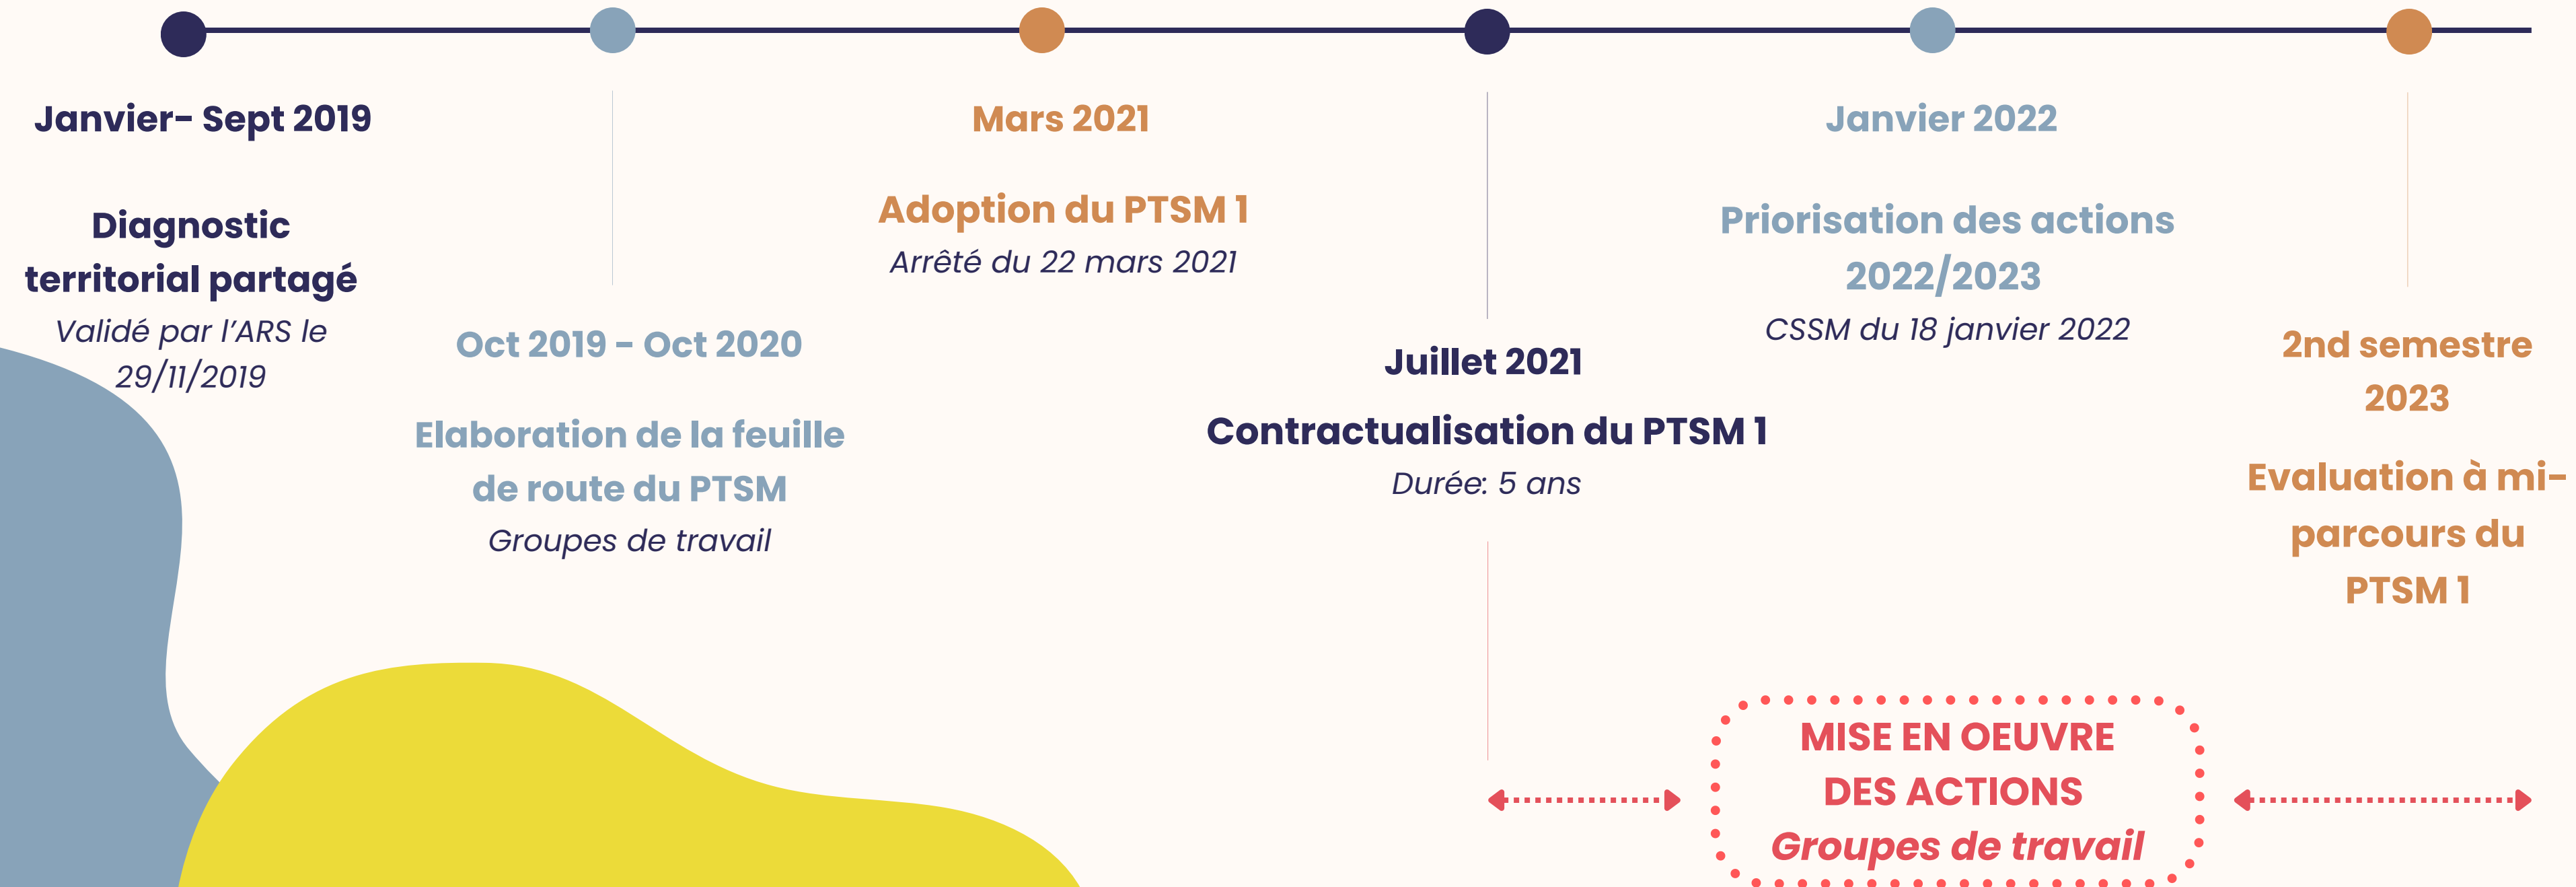 Janvier- Sept 2019
Diagnostic
territorial partagé
Validé par l'ARS le
29/11/2019
Oct 2019 - Oct 2020
Elaboration de la feuille
de route du PTSM
Groupes de travail
Mars 2021
Adoption du PTSM 1
Arrêté du 22 mars 2021
Juillet 2021
Contractualisation du PTSM 1
Durée: 5 ans
Janvier 2022
Priorisation des actions
2022/2023
CSSM du 18 janvier 2022
2nd semestre
2023
Evaluation à mi-
parcours du
PTSM 1
MISE EN OEUVRE
DES ACTIONS
Groupes de travail